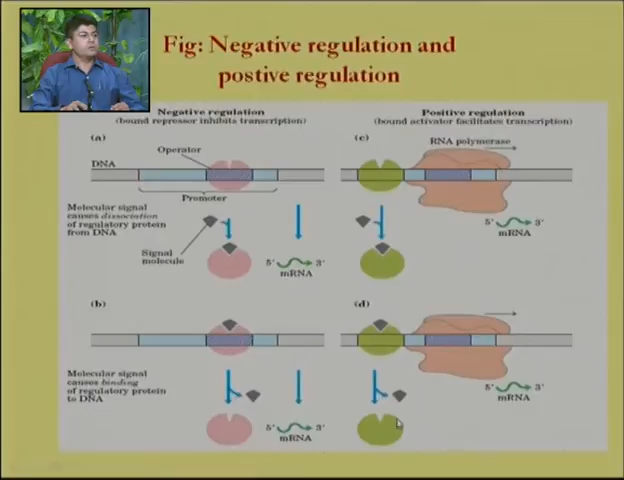 Fig: Negative regulation and
postive regulation
Negative regulation
(bound repressor inhibits transcription)
Positive regulation
(bound activator facilitates transcription)
(a)
Operator
DNA
Promoter
Molecular signal
causes dissociation
of regulatory protein
from DNA
Signal
molecule
5' 3'
mRNA
(c)
RNA polymerase
5' 3'
mRNA
(b)
Molecular signal
causes binding
of regulatory protein
to DNA
5' 3'
mRNA
(d)
5' 3'
mRNA